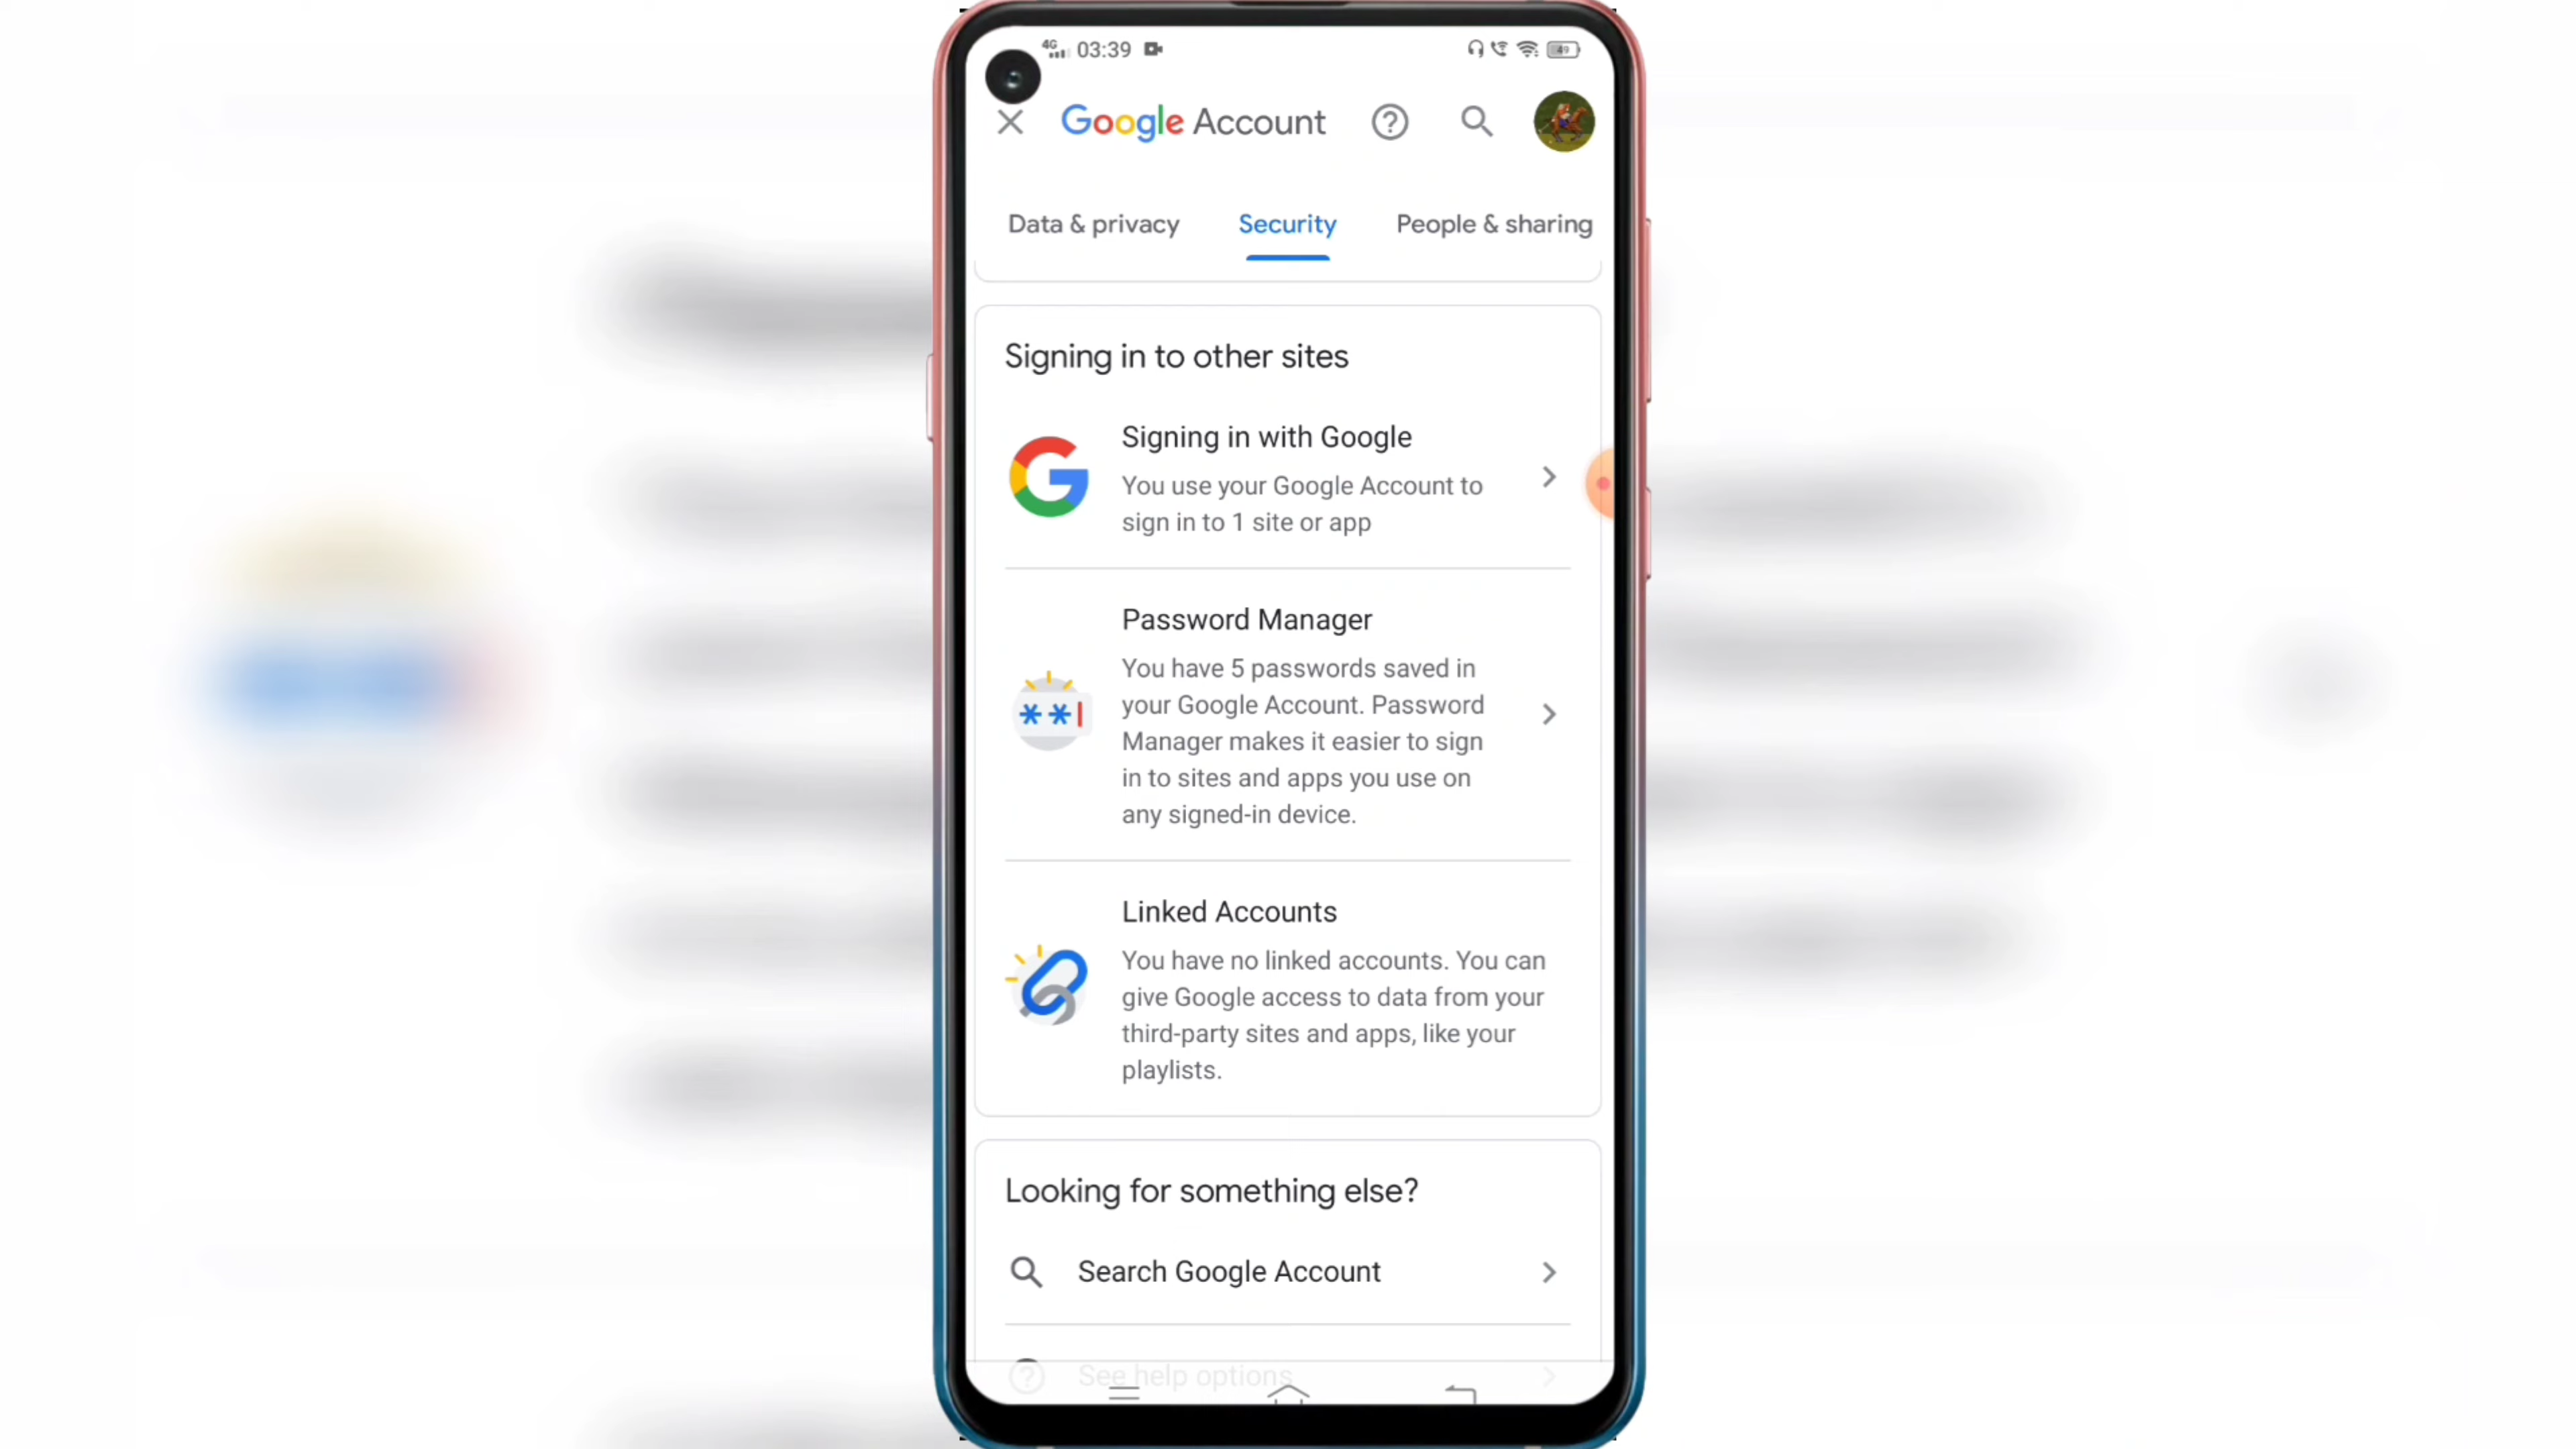 4G 03:39 49
Google Account
Data & privacy Security People & sharing
Signing in to other sites
Signing in with Google
You use your Google Account to
sign in to 1 site or app
Password Manager
You have 5 passwords saved in
your Google Account. Password
Manager makes it easier to sign
in to sites and apps you use on
any signed-in device.
Linked Accounts
You have no linked accounts. You can
give Google access to data from your
third-party sites and apps, like your
playlists.
Looking for something else?
Search Google Account
See help options